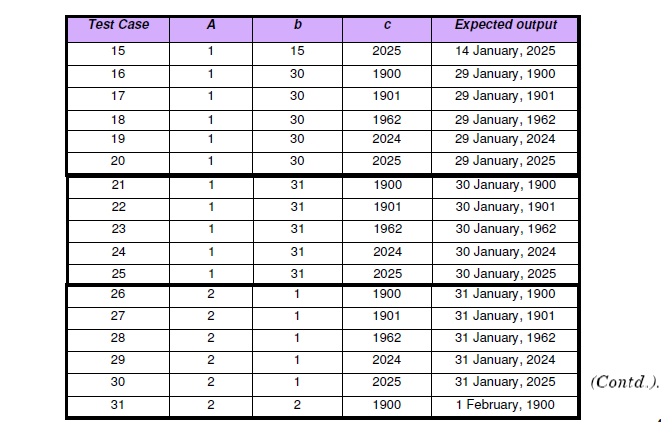 Test Case A b c Expected output
15 1 15 2025 14 January, 2025
16 1 30 1900 29 January, 1900
17 1 30 1901 29 January, 1901
18 1 30 1962 29 January, 1962
19 1 30 2024 29 January, 2024
20 1 30 2025 29 January, 2025
21 1 31 1900 30 January, 1900
22 1 31 1901 30 January, 1901
23 1 31 1962 30 January, 1962
24 1 31 2024 30 January, 2024
25 1 31 2025 30 January, 2025
26 2 1 1900 31 January, 1900
27 2 1 1901 31 January, 1901
28 2 1 1962 31 January, 1962
29 2 1 2024 31 January, 2024
30 2 1 2025 31 January, 2025
(Contd.).
31 2 2 1900 1 February, 1900